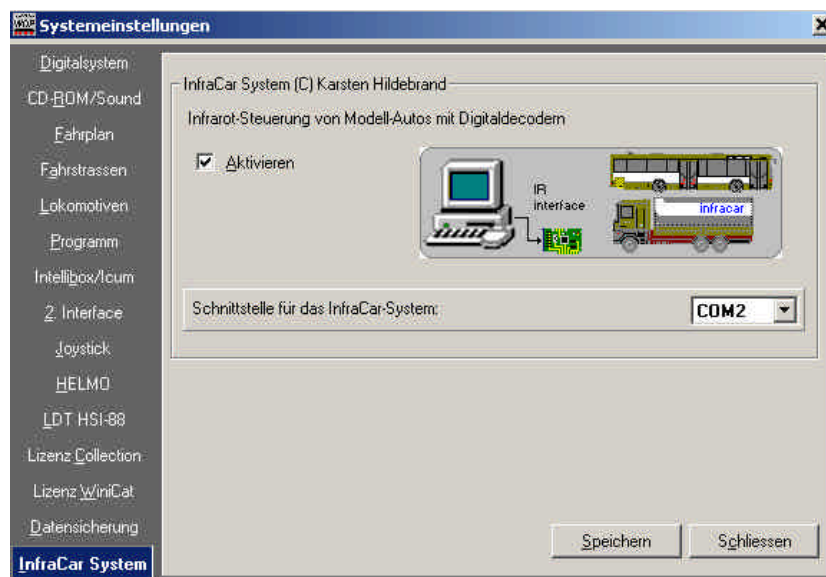 Systemeinstellungen
Digitalsystem
CD-ROM/Sound
Fahrplan
Fahrstrassen
Lokomotiven
Programm
Intellibox/Icum
2. Interface
Joystick
HELMO
LDT HSI-88
Lizenz Collection
Lizenz WiniCat
Datensicherung
InfraCar System
InfraCar System (C) Karsten Hildebrand
Infrarot-Steuerung von Modell-Autos mit Digitaldecodern
Aktivieren
IR
interface
infracar
Schnittstelle für das InfraCar-System:
COM2
Speichern
Schliessen